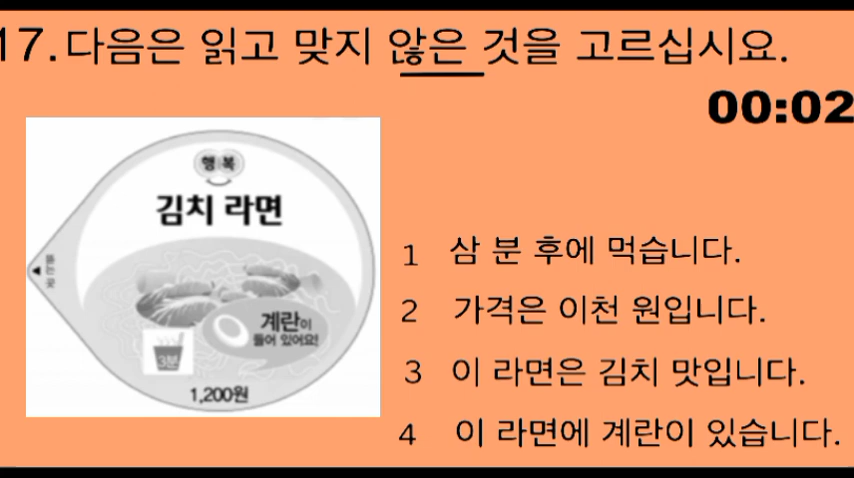 17. 다음은 읽고 맞지 않은 것을 고르십시요.
00:02
행복
김치 라면
뜯는 곳
계란이
들어 있어요!
3분
1,200원
1 삼 분 후에 먹습니다.
2 가격은 이천 원입니다.
3 이 라면은 김치 맛입니다.
4 이 라면에 계란이 있습니다.